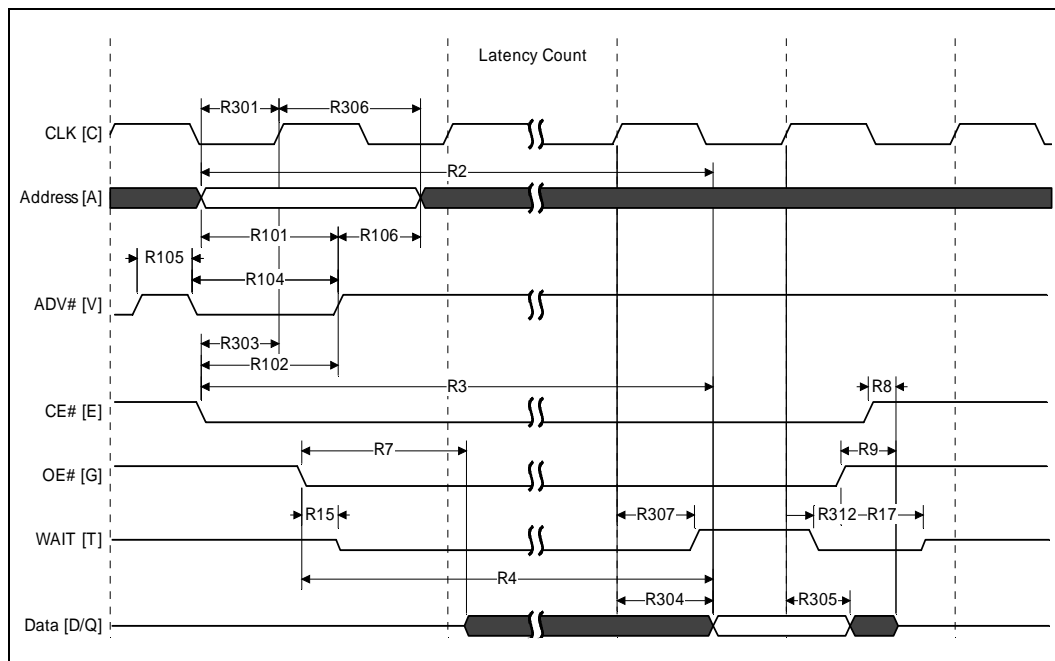 Latency Count
R301 R306
CLK [C]
R2
Address [A]
R101 R106
R105
R104
ADV# [V]
R303
R102
R3
R8
CE# [E]
R7
R9
OE# [G]
R15
R307
R312 R17
WAIT [T]
R4
R304
R305
Data [D/Q]